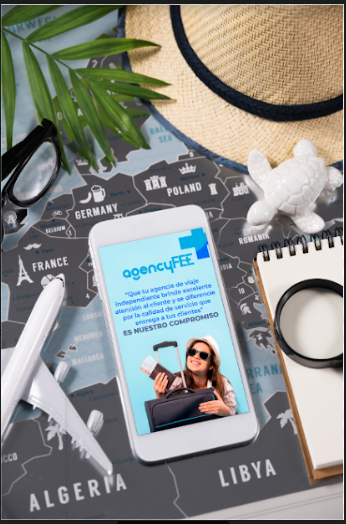 POLAND
GERMANY
ROMANIA
FRANCE
agencyFEE
"Que tu agencia de viaje
independiente brinde excelente
atención al cliente y se diferencie
por la calidad de servicio que
entrega a tus clientes"
ES NUESTRO COMPROMISO
ALGERIA
LIBYA